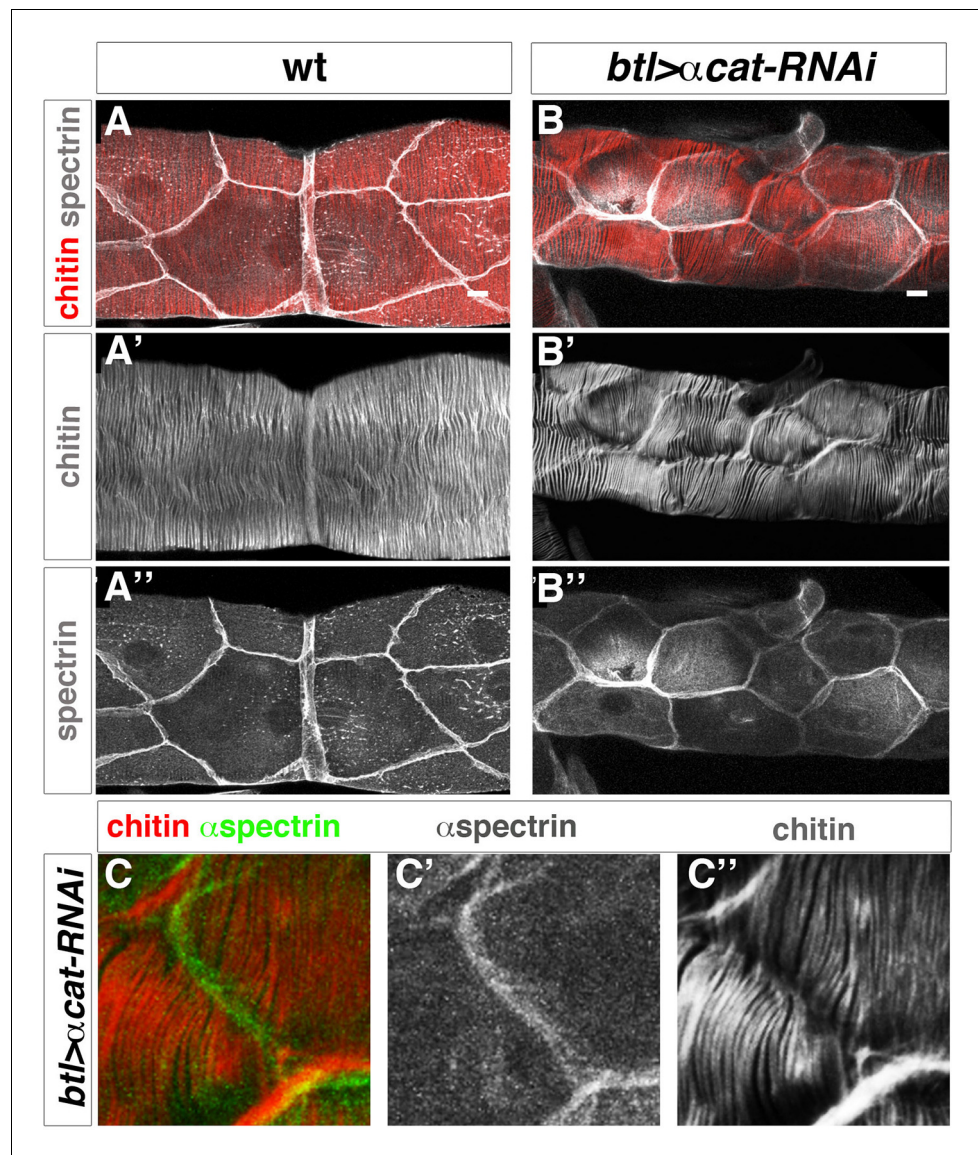 wt
btl>αcat-RNAi
chitin spectrin
A
B
chitin
A’
B’
spectrin
’A’’
’B’’
chitin αspectrin
αspectrin
chitin
btl>αcat-RNAi
C
C’
C’’